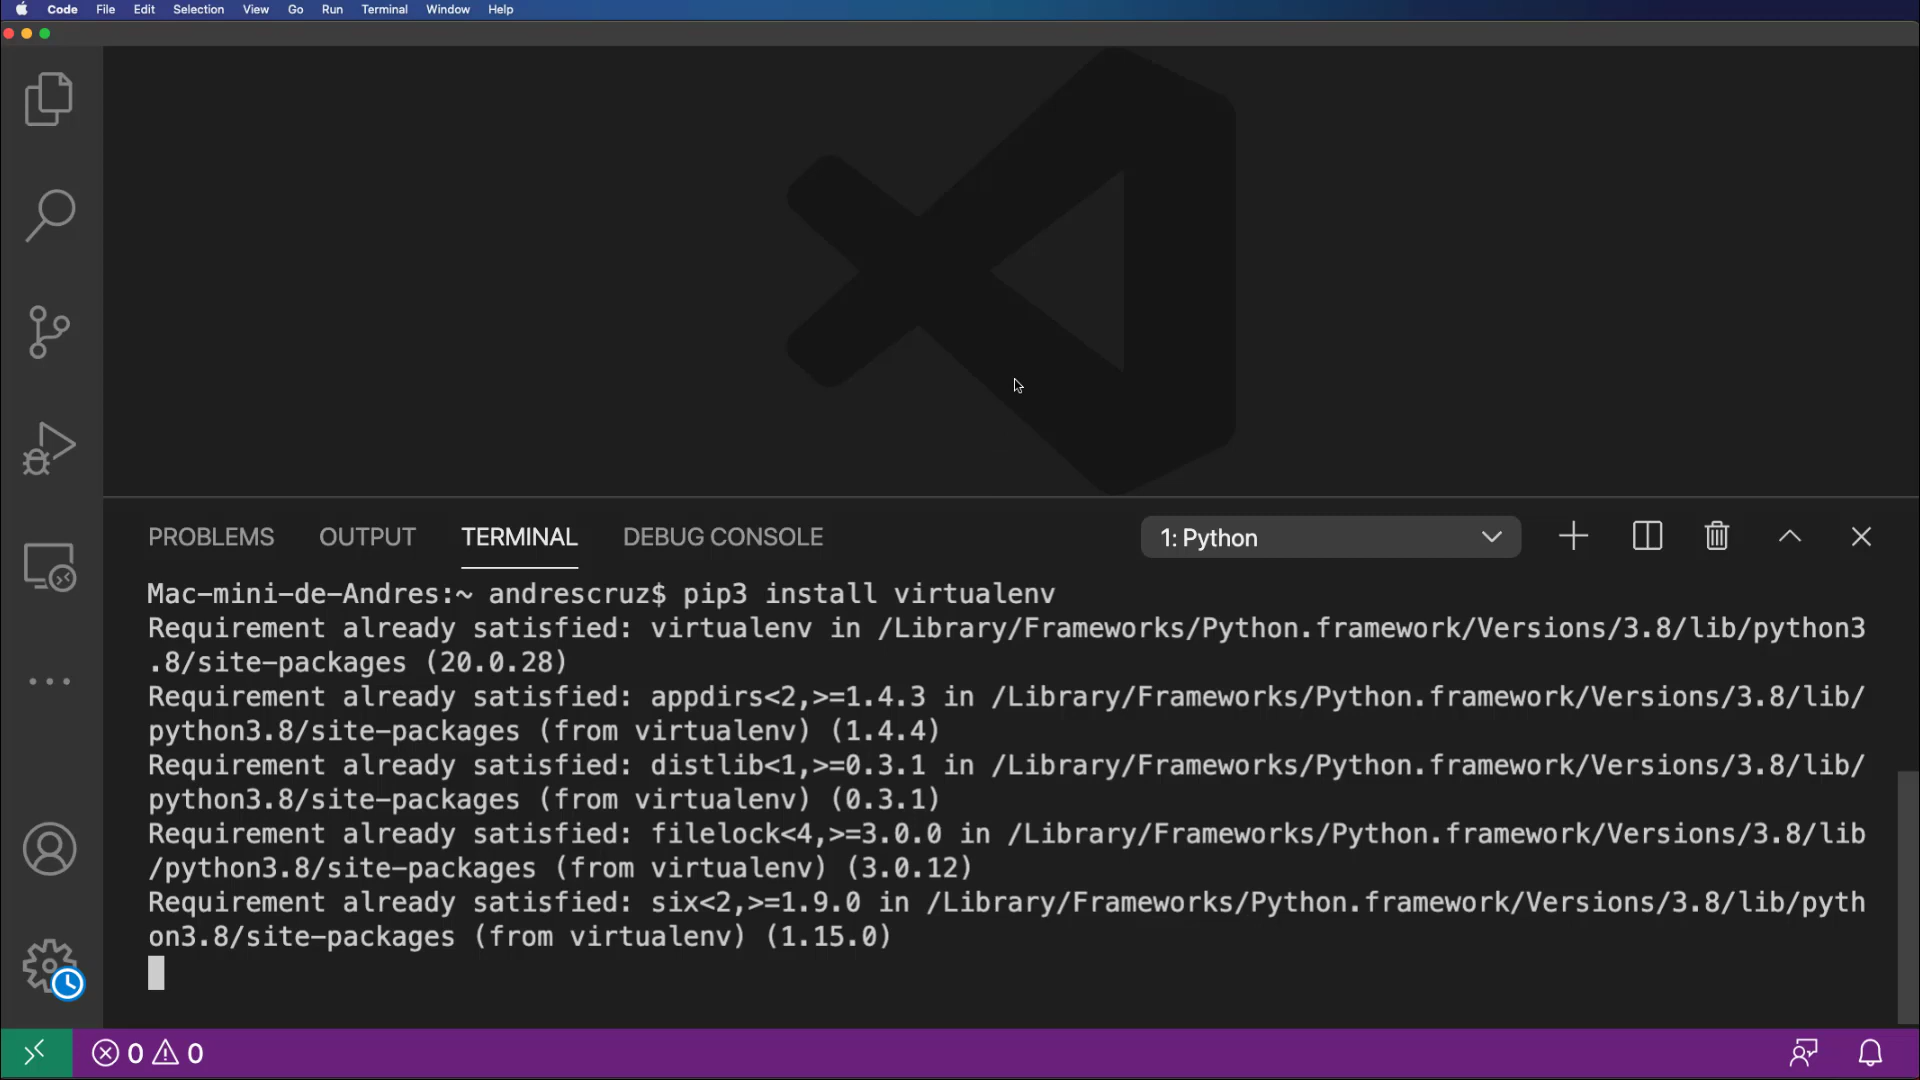 Code File Edit Selection View Go Run Terminal Window Help
PROBLEMS OUTPUT TERMINAL DEBUG CONSOLE 1: Python
Mac-mini-de-Andres:~ andrescruz$ pip3 install virtualenv
Requirement already satisfied: virtualenv in /Library/Frameworks/Python.framework/Versions/3.8/lib/python3
.8/site-packages (20.0.28)
Requirement already satisfied: appdirs<2,>=1.4.3 in /Library/Frameworks/Python.framework/Versions/3.8/lib/
python3.8/site-packages (from virtualenv) (1.4.4)
Requirement already satisfied: distlib<1,>=0.3.1 in /Library/Frameworks/Python.framework/Versions/3.8/lib/
python3.8/site-packages (from virtualenv) (0.3.1)
Requirement already satisfied: filelock<4,>=3.0.0 in /Library/Frameworks/Python.framework/Versions/3.8/lib
/python3.8/site-packages (from virtualenv) (3.0.12)
Requirement already satisfied: six<2,>=1.9.0 in /Library/Frameworks/Python.framework/Versions/3.8/lib/pyth
on3.8/site-packages (from virtualenv) (1.15.0)
0 0